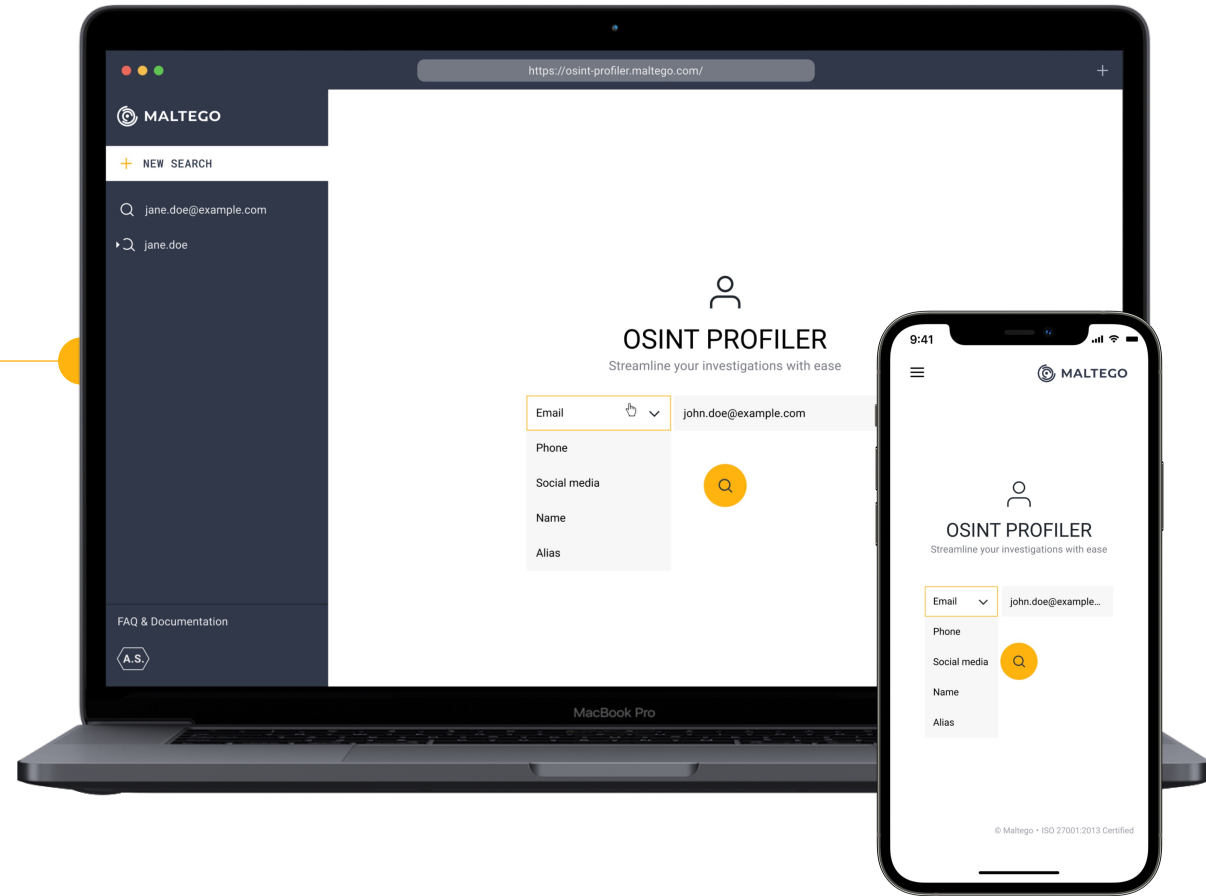 https://osint-profiler.maltego.com/
MALTEGO
NEW SEARCH
jane.doe@example.com
jane.doe
OSINT PROFILER
Streamline your investigations with ease
Email
john.doe@example.com
Phone
Social media
Name
Alias
FAQ & Documentation
A.S.
MacBook Pro
9:41
MALTEGO
OSINT PROFILER
Streamline your investigations with ease
Email
john.doe@example...
Phone
Social media
Name
Alias
© Maltego • ISO 27001:2013 Certified